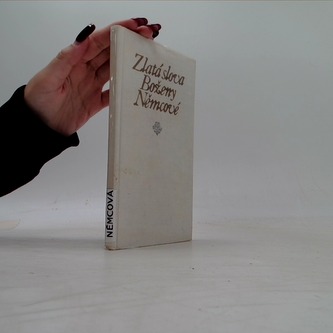 Zlatá slova
Boženy
Němcové
NĚMCOVÁ